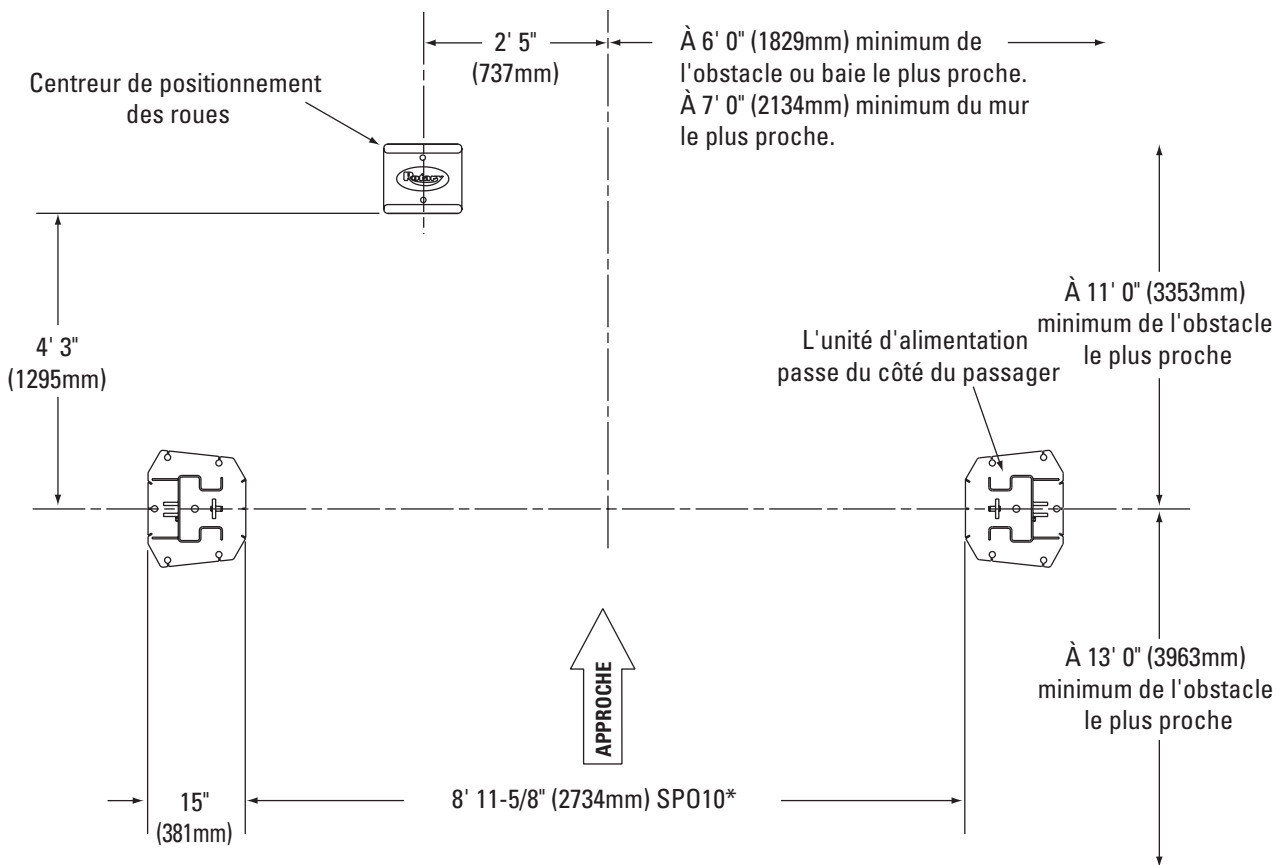 2' 5"
(737mm)
À 6' 0" (1829mm) minimum de
l'obstacle ou baie le plus proche.
À 7' 0" (2134mm) minimum du mur
le plus proche.
Centreur de positionnement
des roues
Rotary
À 11' 0" (3353mm)
minimum de l'obstacle
le plus proche
4' 3"
(1295mm)
L'unité d'alimentation
passe du côté du passager
À 13' 0" (3963mm)
minimum de l'obstacle
le plus proche
APPROCHE
15"
(381mm)
8' 11-5/8" (2734mm) SPO10*